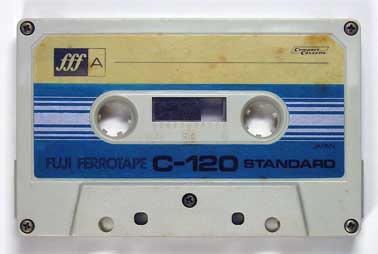 fff A
Compact Cassette
JAPAN
FUJI FERROTAPE C-120 STANDARD